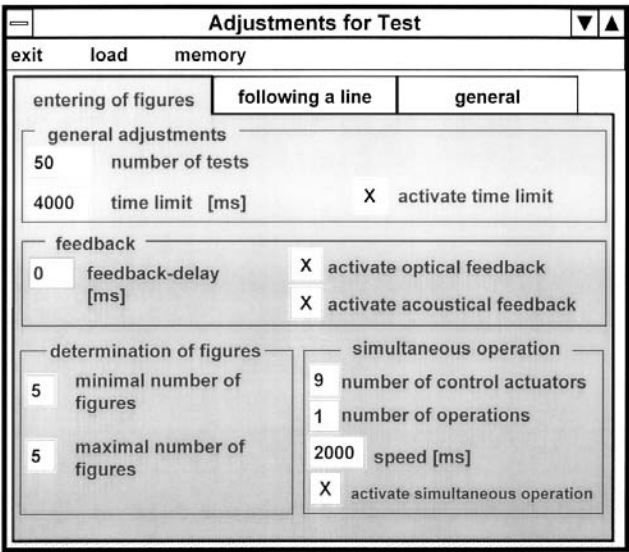 Adjustments for Test
exit load memory
entering of figures
following a line
general
general adjustments
50 number of tests
4000 time limit [ms]
X activate time limit
feedback
0 feedback-delay
[ms]
X activate optical feedback
X activate acoustical feedback
determination of figures
5 minimal number of
figures
5 maximal number of
figures
simultaneous operation
9 number of control actuators
1 number of operations
2000 speed [ms]
X activate simultaneous operation